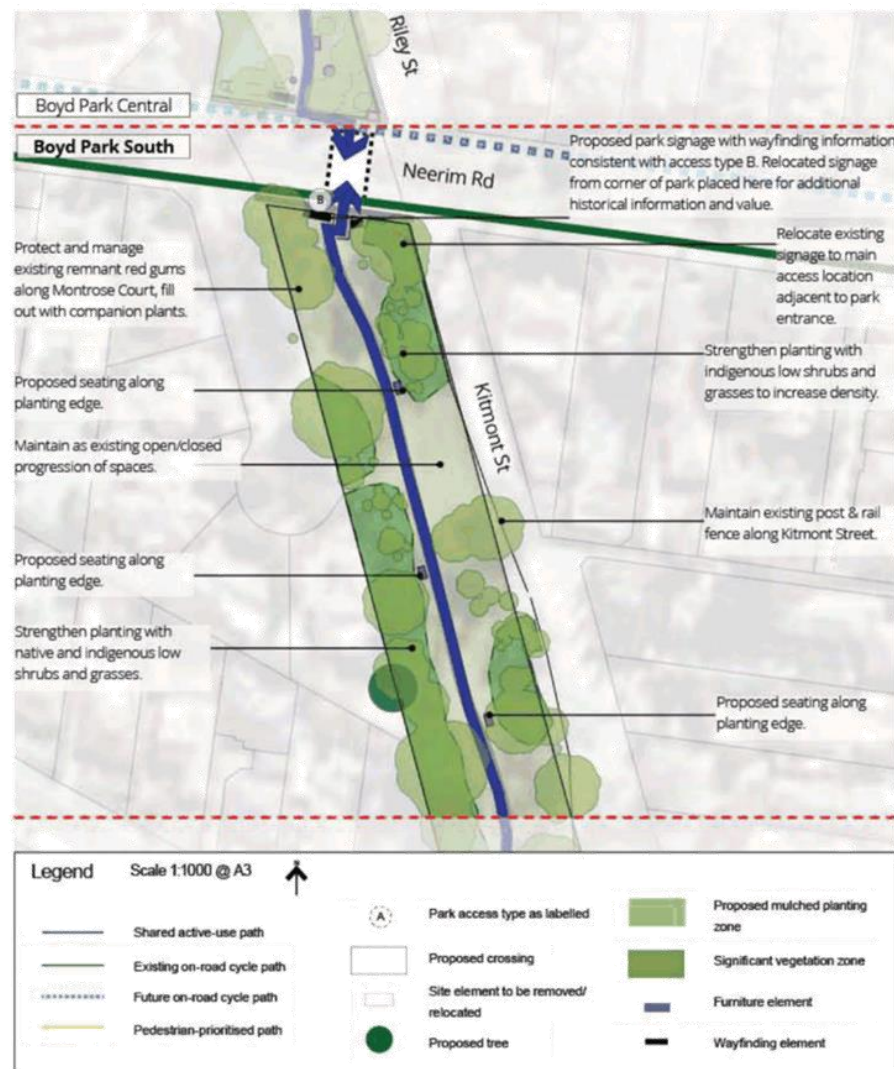 Riley St
Boyd Park Central
Boyd Park South
Neerim Rd
Proposed park signage with wayfinding information
consistent with access type B. Relocated signage
from corner of park placed here for additional
historical information and value.
B
Protect and manage
existing remnant red gums
along Montrose Court, fill
out with companion plants.
Relocate existing
signage to main
access location
adjacent to park
entrance.
Strengthen planting with
indigenous low shrubs and
grasses to increase density.
Proposed seating along
planting edge.
Kitmont St
Maintain as existing open/closed
progression of spaces.
Maintain existing post & rail
fence along Kitmont Street.
Proposed seating along
planting edge.
Strengthen planting with
native and indigenous low
shrubs and grasses.
Proposed seating along
planting edge.
Legend
Scale 1:1000 @ A3
Shared active-use path
Existing on-road cycle path
Future on-road cycle path
Pedestrian-prioritised path
A
Park access type as labelled
Proposed crossing
Site element to be removed/
relocated
Proposed tree
Proposed mulched planting
zone
Significant vegetation zone
Furniture element
Wayfinding element